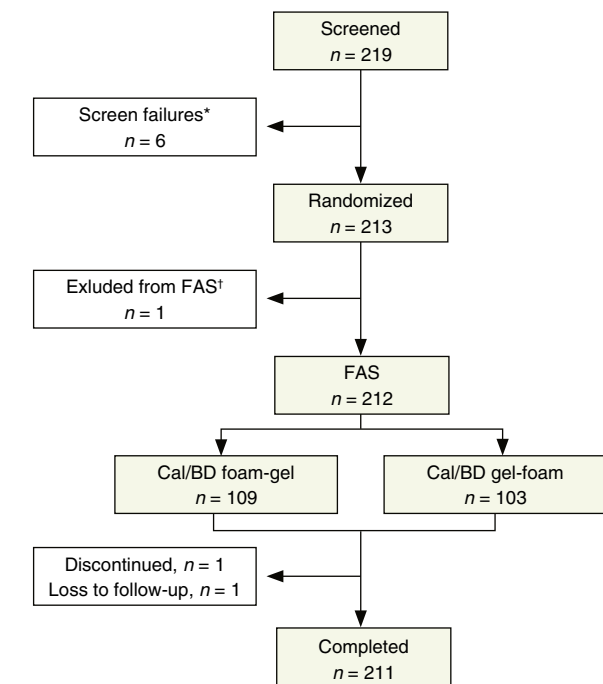 Screened
n = 219
Screen failures*
n = 6
Randomized
n = 213
Exluded from FAS†
n = 1
FAS
n = 212
Cal/BD foam-gel
n = 109
Cal/BD gel-foam
n = 103
Discontinued, n = 1
Loss to follow-up, n = 1
Completed
n = 211